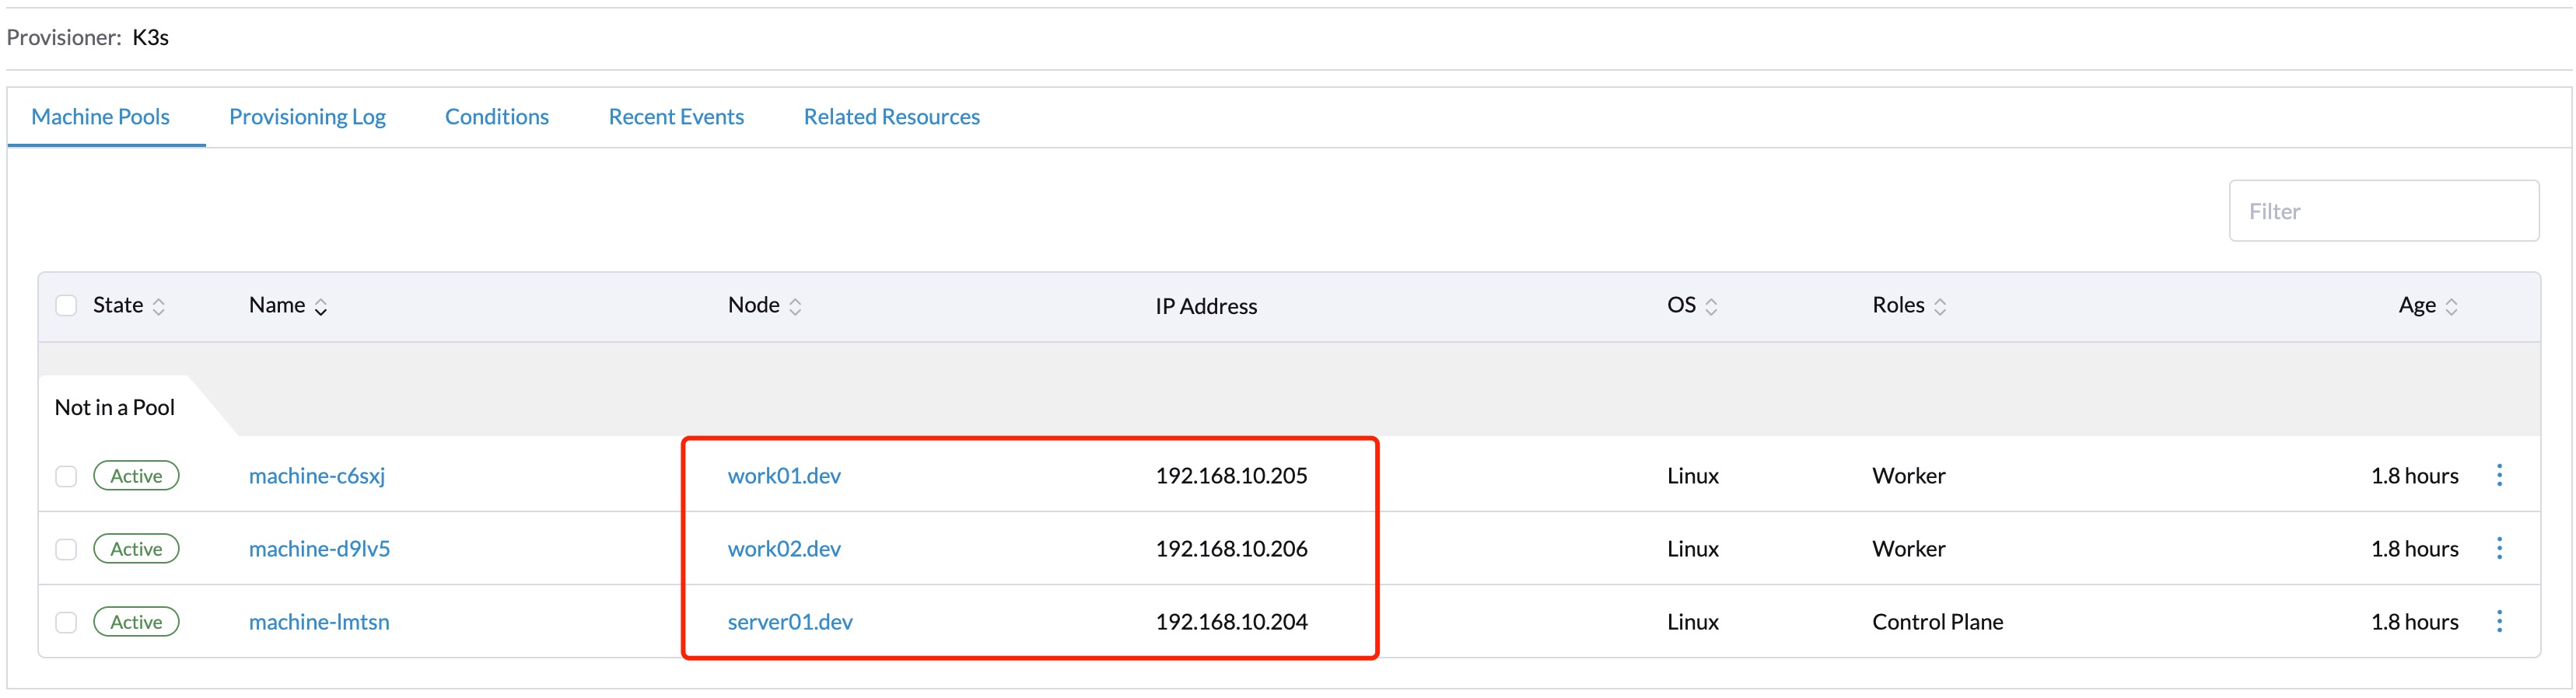 Provisioner: K3s
Machine Pools Provisioning Log Conditions Recent Events Related Resources
Filter
State Name Node IP Address OS Roles Age
Not in a Pool
Active machine-c6sxj work01.dev 192.168.10.205 Linux Worker 1.8 hours
Active machine-d9lv5 work02.dev 192.168.10.206 Linux Worker 1.8 hours
Active machine-lmtsn server01.dev 192.168.10.204 Linux Control Plane 1.8 hours